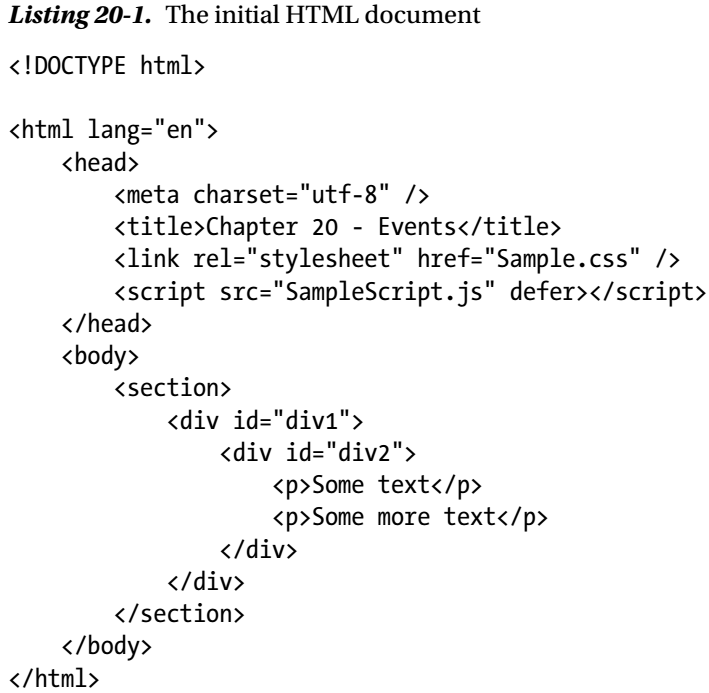 Listing 20-1. The initial HTML document
<!DOCTYPE html>
<html lang="en">
<head>
<meta charset="utf-8" />
<title>Chapter 20 - Events</title>
<link rel="stylesheet" href="Sample.css" />
<script src="SampleScript.js" defer></script>
</head>
<body>
<section>
<div id="div1">
<div id="div2">
<p>Some text</p>
<p>Some more text</p>
</div>
</div>
</section>
</body>
</html>